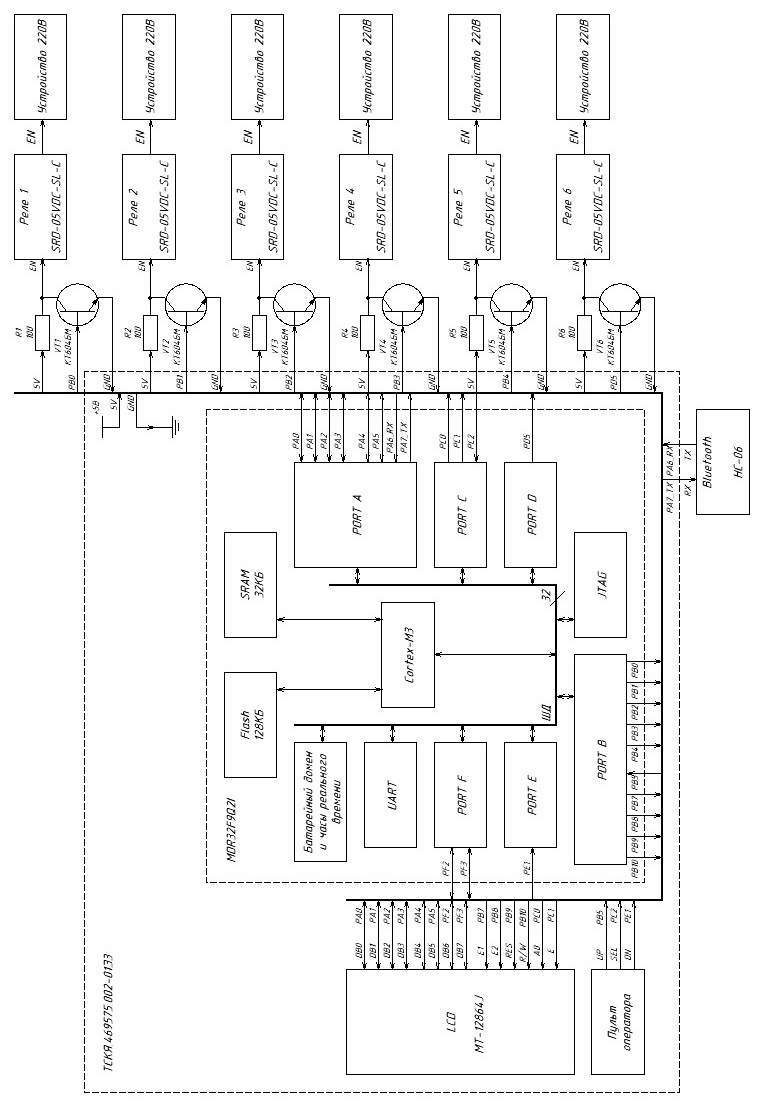 Устройство 220В
Устройство 220В
Устройство 220В
Устройство 220В
Устройство 220В
Устройство 220В
EN
EN
EN
EN
EN
EN
Реле 1
SRD-05VDC-SL-C
Реле 2
SRD-05VDC-SL-C
Реле 3
SRD-05VDC-SL-C
Реле 4
SRD-05VDC-SL-C
Реле 5
SRD-05VDC-SL-C
Реле 6
SRD-05VDC-SL-C
EN
EN
EN
EN
EN
EN
R1
100
VT1
КТ604БМ
R2
100
VT2
КТ604БМ
R3
100
VT3
КТ604БМ
R4
100
VT4
КТ604БМ
R5
100
VT5
КТ604БМ
R6
100
VT6
КТ604БМ
5V
PB0
GND
5V
PB1
GND
5V
PB2
GND
5V
PB3
GND
5V
PB4
GND
5V
PD5
GND
+5В
5V
GND
PA0
PA1
PA2
PA3
PA4
PA5
PA6_RX
PA7_TX
PC0
PC1
PC2
PD5
PORT A
PORT C
PORT D
PA7_TX
PA6_RX
RX
TX
Bluetooth
HC-06
SRAM
32КБ
Flash
128КБ
Cortex-M3
32
ШД
JTAG
PORT B
PB0
PB1
PB2
PB3
PB4
PB5
PB7
PB8
PB9
PB10
Батарейный домен
и часы реального
времени
UART
PORT F
PORT E
MDR32F9Q2I
PF2
PF3
PE1
PA0
PA1
PA2
PA3
PA4
PA5
PF2
PF3
PB7
PB8
PB9
PB10
PC0
PC1
DB0
DB1
DB2
DB3
DB4
DB5
DB6
DB7
E1
E2
RES
R/W
A0
E
PB5
PC2
PE1
UP
SEL
DN
LCD
MT-12864J
Пульт
оператора
ТСКЯ.469575.002-0133